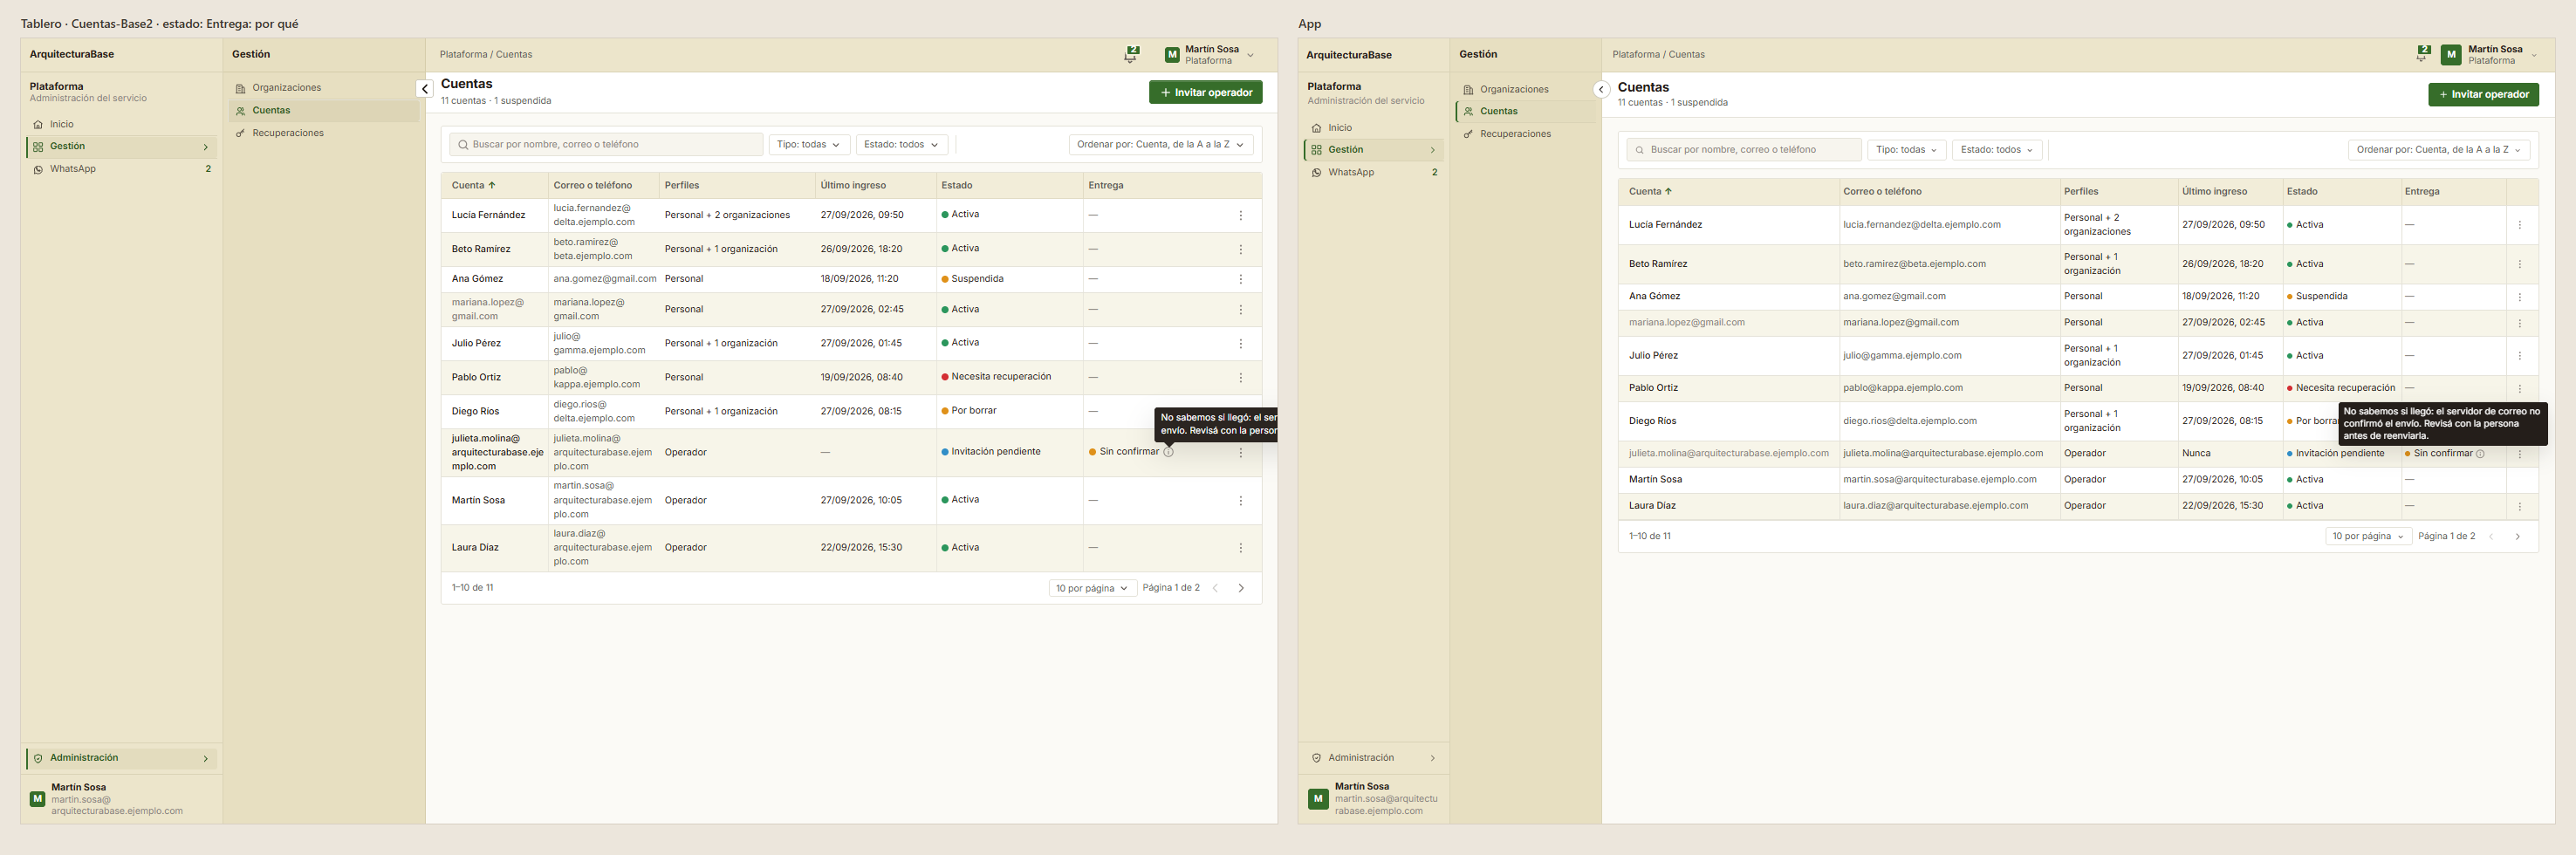 Tablero · Cuentas-Base2 · estado: Entrega: por qué
ArquitecturaBase
Gestión
Plataforma / Cuentas
2
M
Martín Sosa
Plataforma
Plataforma
Administración del servicio
Inicio
Gestión
WhatsApp 2
Organizaciones
Cuentas
Recuperaciones
Cuentas
11 cuentas · 1 suspendida
+ Invitar operador
Buscar por nombre, correo o teléfono
Tipo: todas
Estado: todos
Ordenar por: Cuenta, de la A a la Z
Cuenta ↑ Correo o teléfono Perfiles Último ingreso Estado Entrega
Lucía Fernández lucia.fernandez@ Personal + 2 organizaciones 27/09/2026, 09:50 Activa —
delta.ejemplo.com
Beto Ramírez beto.ramirez@ Personal + 1 organización 26/09/2026, 18:20 Activa —
beta.ejemplo.com
Ana Gómez ana.gomez@gmail.com Personal 18/09/2026, 11:20 Suspendida —
mariana.lopez@ mariana.lopez@ Personal 27/09/2026, 02:45 Activa —
gmail.com gmail.com
Julio Pérez julio@ Personal + 1 organización 27/09/2026, 01:45 Activa —
gamma.ejemplo.com
Pablo Ortiz pablo@ Personal 19/09/2026, 08:40 Necesita recuperación —
kappa.ejemplo.com
Diego Ríos diego.rios@ Personal + 1 organización 27/09/2026, 08:15 Por borrar —
delta.ejemplo.com
No sabemos si llegó: el ser
envío. Revisá con la persor
julieta.molina@ julieta.molina@
arquitecturabase.eje arquitecturabase.ejem Operador — Invitación pendiente Sin confirmar
mplo.com plo.com
martin.sosa@
Martín Sosa arquitecturabase.ejem Operador 27/09/2026, 10:05 Activa —
plo.com
laura.diaz@
Laura Díaz arquitecturabase.ejem Operador 22/09/2026, 15:30 Activa —
plo.com
1–10 de 11 10 por página Página 1 de 2
Administración
M
Martín Sosa
martin.sosa@
arquitecturabase.ejemplo.com
App
ArquitecturaBase
Gestión
Plataforma / Cuentas
2
M
Martín Sosa
Plataforma
Plataforma
Administración del servicio
Inicio
Gestión
WhatsApp 2
Organizaciones
Cuentas
Recuperaciones
Cuentas
11 cuentas · 1 suspendida
+ Invitar operador
Buscar por nombre, correo o teléfono
Tipo: todas
Estado: todos
Ordenar por: Cuenta, de la A a la Z
Cuenta ↑ Correo o teléfono Perfiles Último ingreso Estado Entrega
Lucía Fernández lucia.fernandez@delta.ejemplo.com Personal + 2 27/09/2026, 09:50 Activa —
organizaciones
Beto Ramírez beto.ramirez@beta.ejemplo.com Personal + 1 26/09/2026, 18:20 Activa —
organización
Ana Gómez ana.gomez@gmail.com Personal 18/09/2026, 11:20 Suspendida —
mariana.lopez@gmail.com mariana.lopez@gmail.com Personal 27/09/2026, 02:45 Activa —
Julio Pérez julio@gamma.ejemplo.com Personal + 1 27/09/2026, 01:45 Activa —
organización
Pablo Ortiz pablo@kappa.ejemplo.com Personal 19/09/2026, 08:40 Necesita recuperación —
Diego Ríos diego.rios@delta.ejemplo.com Personal + 1 27/09/2026, 08:15 Por borrar
organización
No sabemos si llegó: el servidor de correo no
confirmó el envío. Revisá con la persona
antes de reenviarla.
julieta.molina@arquitecturabase.ejemplo.com julieta.molina@arquitecturabase.ejemplo.com Operador Nunca Invitación pendiente Sin confirmar
Martín Sosa martin.sosa@arquitecturabase.ejemplo.com Operador 27/09/2026, 10:05 Activa —
Laura Díaz laura.diaz@arquitecturabase.ejemplo.com Operador 22/09/2026, 15:30 Activa —
1–10 de 11 10 por página Página 1 de 2
Administración
M
Martín Sosa
martin.sosa@arquitectu
rabase.ejemplo.com